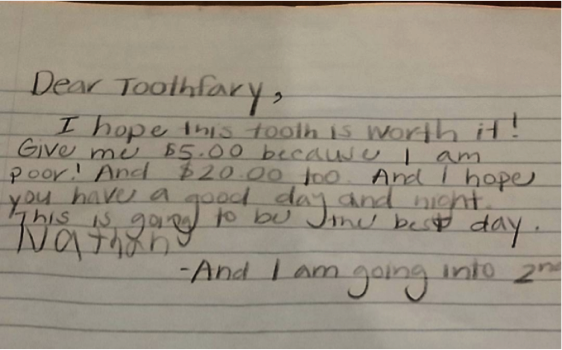 Dear Toothfary,
I hope this tooth is worth it!
Give me $5.00 because I am
poor! And $20.00 too. And I hope
you have a good day and night.
This is going to be the best day.
Nathan
-And I am going into 2nd